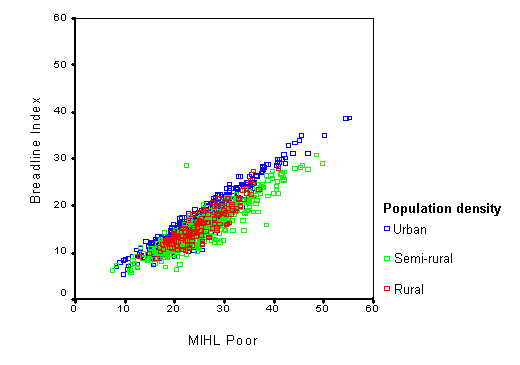 60
50
40
30
20
10
0
Breadline Index
0 10 20 30 40 50 60
MIHL Poor
Population density
Urban
Semi-rural
Rural